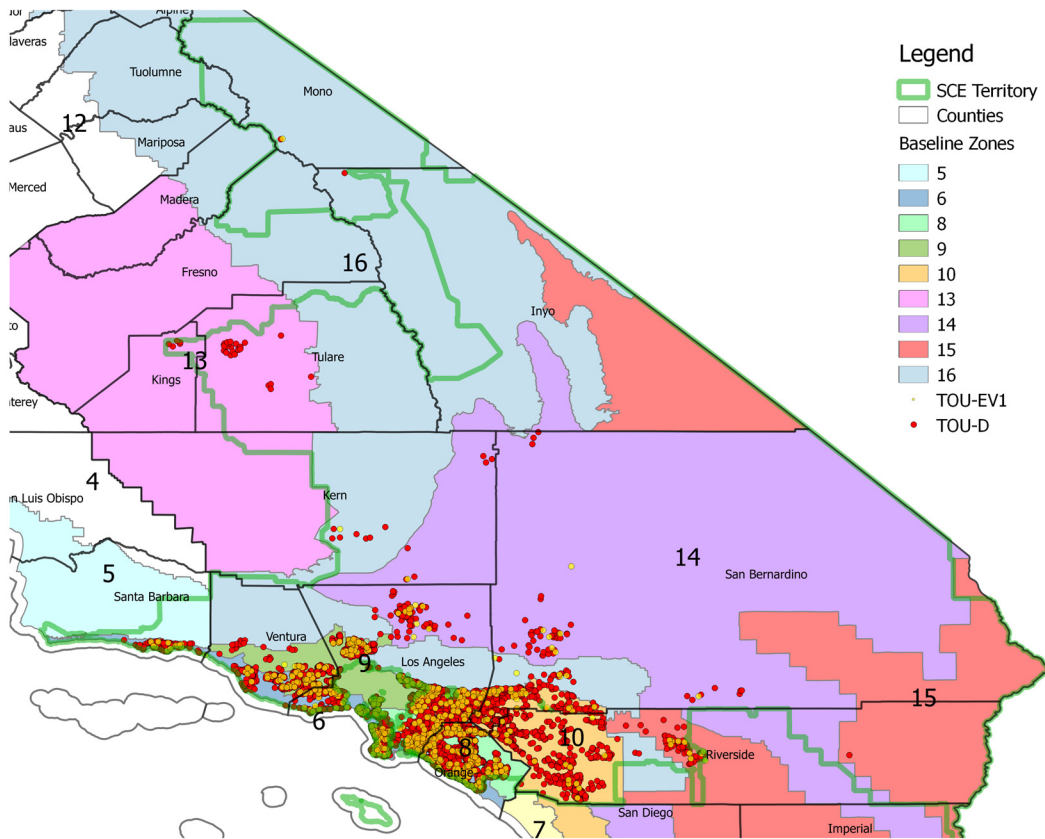 Alpine
Legend
SCE Territory
Counties
Baseline Zones
5
6
8
9
10
13
14
15
16
TOU-EV1
TOU-D
Tuolumne
Mono
12
Mariposa
Merced
Madera
Fresno
16
Inyo
13
Tulare
Kings
4
Kern
5
14
San Bernardino
Santa Barbara
Ventura
9
Los Angeles
15
6
10
8
Riverside
Orange
7
San Diego
Imperial